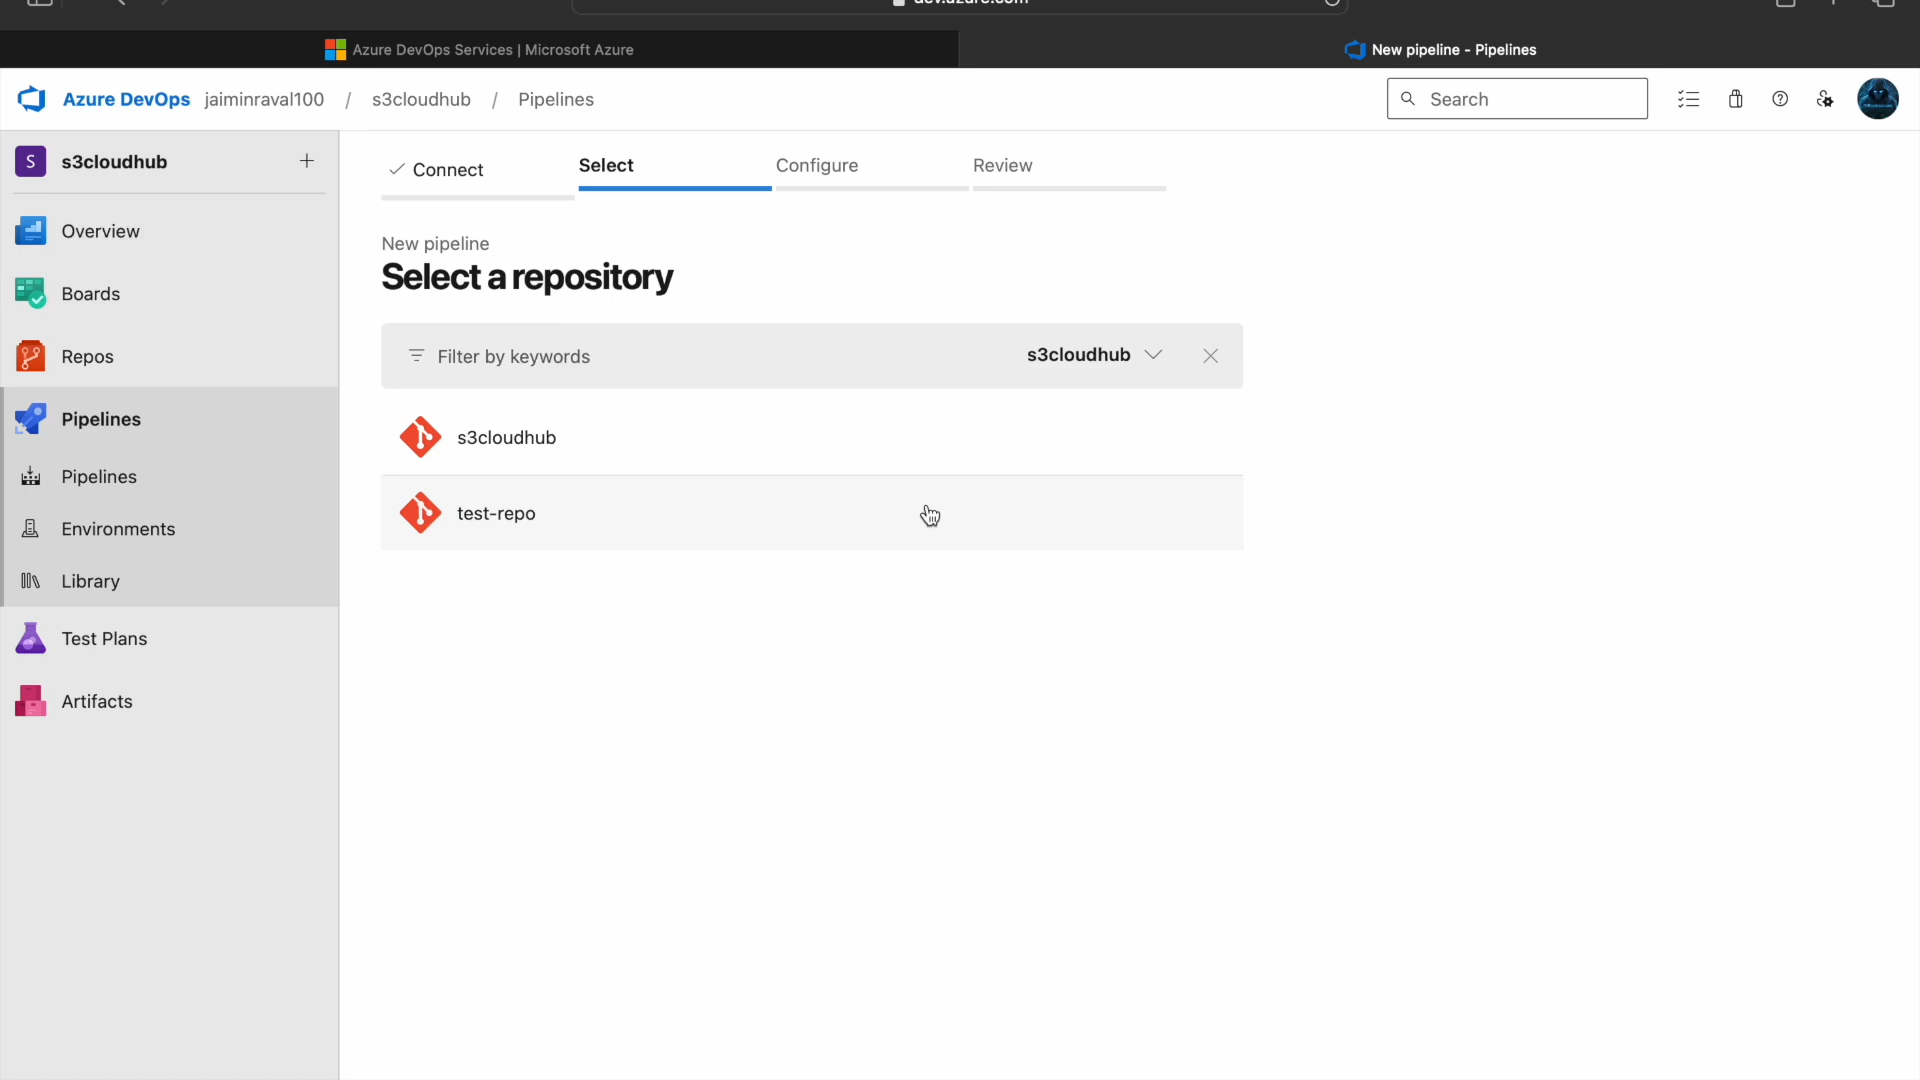 Azure DevOps Services | Microsoft Azure
New pipeline - Pipelines
Azure DevOps jaiminraval100 / s3cloudhub / Pipelines
Search
S s3cloudhub
Overview
Boards
Repos
Pipelines
Pipelines
Environments
Library
Test Plans
Artifacts
Connect
Select
Configure
Review
New pipeline
Select a repository
Filter by keywords
s3cloudhub
s3cloudhub
test-repo